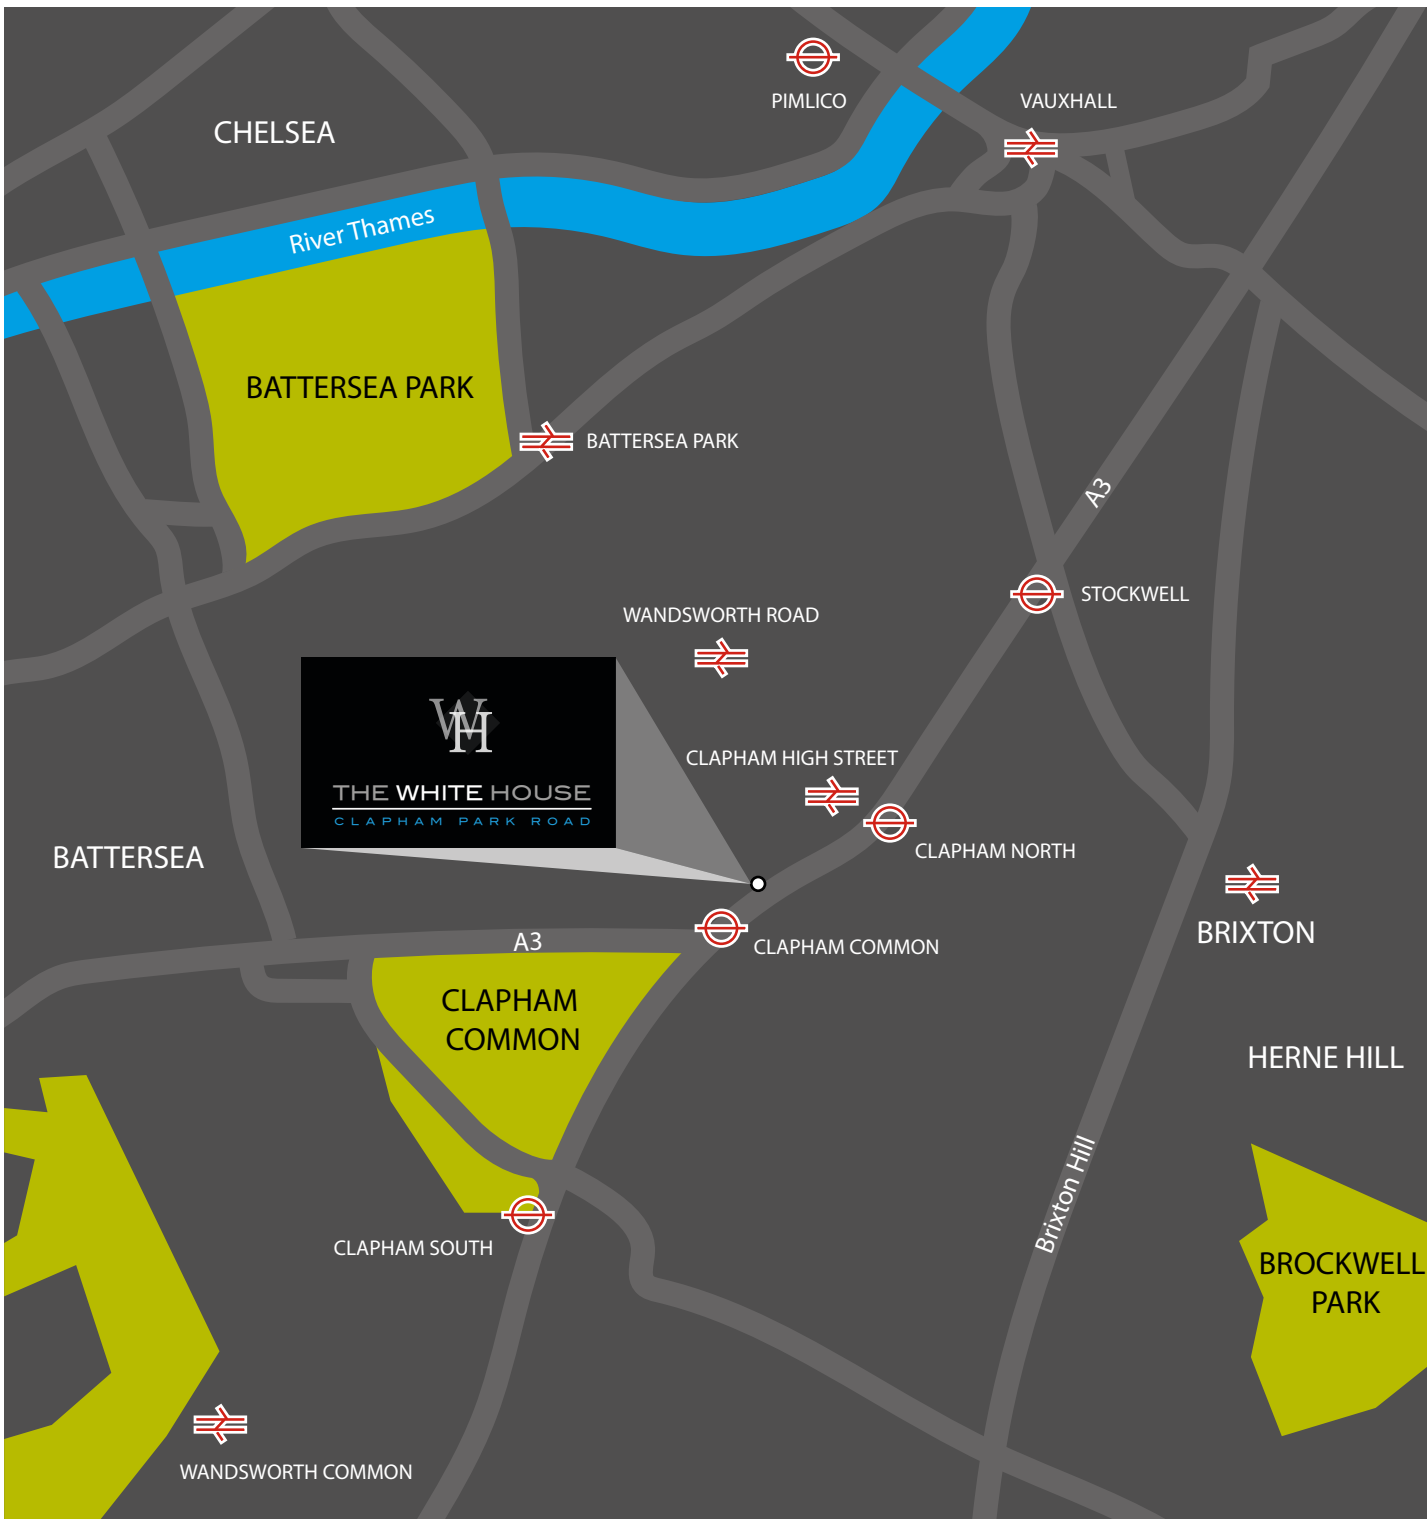 PIMLICO
VAUXHALL
CHELSEA
River Thames
BATTERSEA PARK
BATTERSEA PARK
A3
STOCKWELL
WANDSWORTH ROAD
WH
THE WHITE HOUSE
CLAPHAM PARK ROAD
CLAPHAM HIGH STREET
CLAPHAM NORTH
BATTERSEA
BRIXTON
A3
CLAPHAM COMMON
CLAPHAM
COMMON
HERNE HILL
Brixton Hill
CLAPHAM SOUTH
BROCKWELL
PARK
WANDSWORTH COMMON